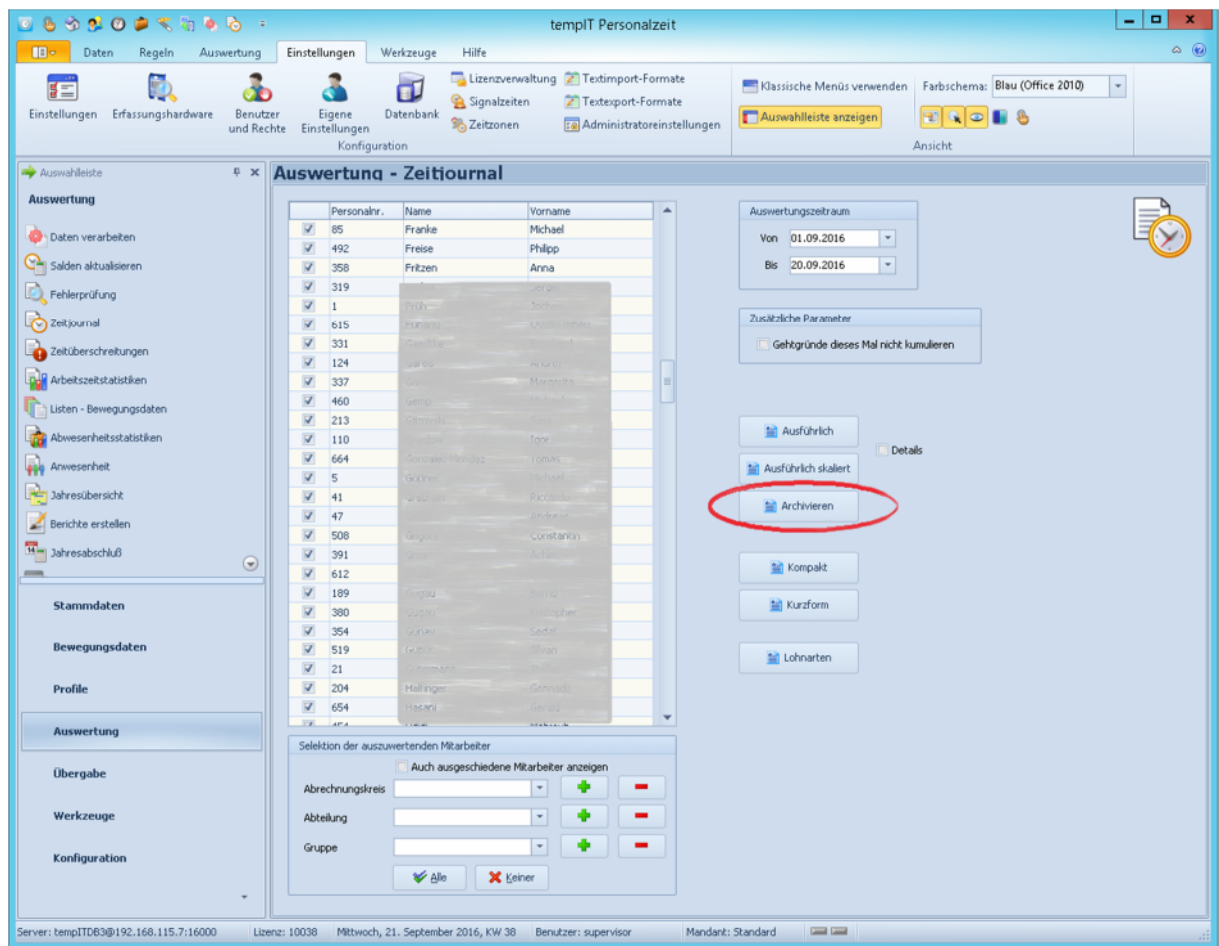 tempIT Personalzeit
Daten Regeln Auswertung Einstellungen Werkzeuge Hilfe
Einstellungen Erfassungshardware Benutzer und Rechte Eigene Einstellungen Datenbank
Lizenzverwaltung Textimport-Formate
Signalzeiten Textexport-Formate
Zeitzonen Administratoreinstellungen
Konfiguration
Klassische Menüs verwenden Farbschema: Blau (Office 2010)
Auswahlleiste anzeigen
Ansicht
Auswahlleiste
Auswertung
Daten verarbeiten
Salden aktualisieren
Fehlerprüfung
Zeitjournal
Zeitüberschreitungen
Arbeitszeitstatistiken
Listen - Bewegungsdaten
Abwesenheitsstatistiken
Anwesenheit
Jahresübersicht
Berichte erstellen
Jahresabschluß
Stammdaten
Bewegungsdaten
Profile
Auswertung
Übergabe
Werkzeuge
Konfiguration
Auswertung - Zeitjournal
Personalnr. Name Vorname
85 Franke Michael
492 Freise Philipp
358 Fritzen Anna
319
1
615
331
124
337
460
213
110
664
5
41
47
508 Constantin
391
612
189
380
354
519
21
204
654
Selektion der auszuwertenden Mitarbeiter
Auch ausgeschiedene Mitarbeiter anzeigen
Abrechnungskreis
Abteilung
Gruppe
Alle Keiner
Auswertungszeitraum
Von 01.09.2016
Bis 20.09.2016
Zusätzliche Parameter
Gehtgründe dieses Mal nicht kumulieren
Ausführlich
Details
Ausführlich skaliert
Archivieren
Kompakt
Kurzform
Lohnarten
Server: tempITDB3@192.168.115.7:16000 Lizenz: 10038 Mittwoch, 21. September 2016, KW 38 Benutzer: supervisor Mandant: Standard